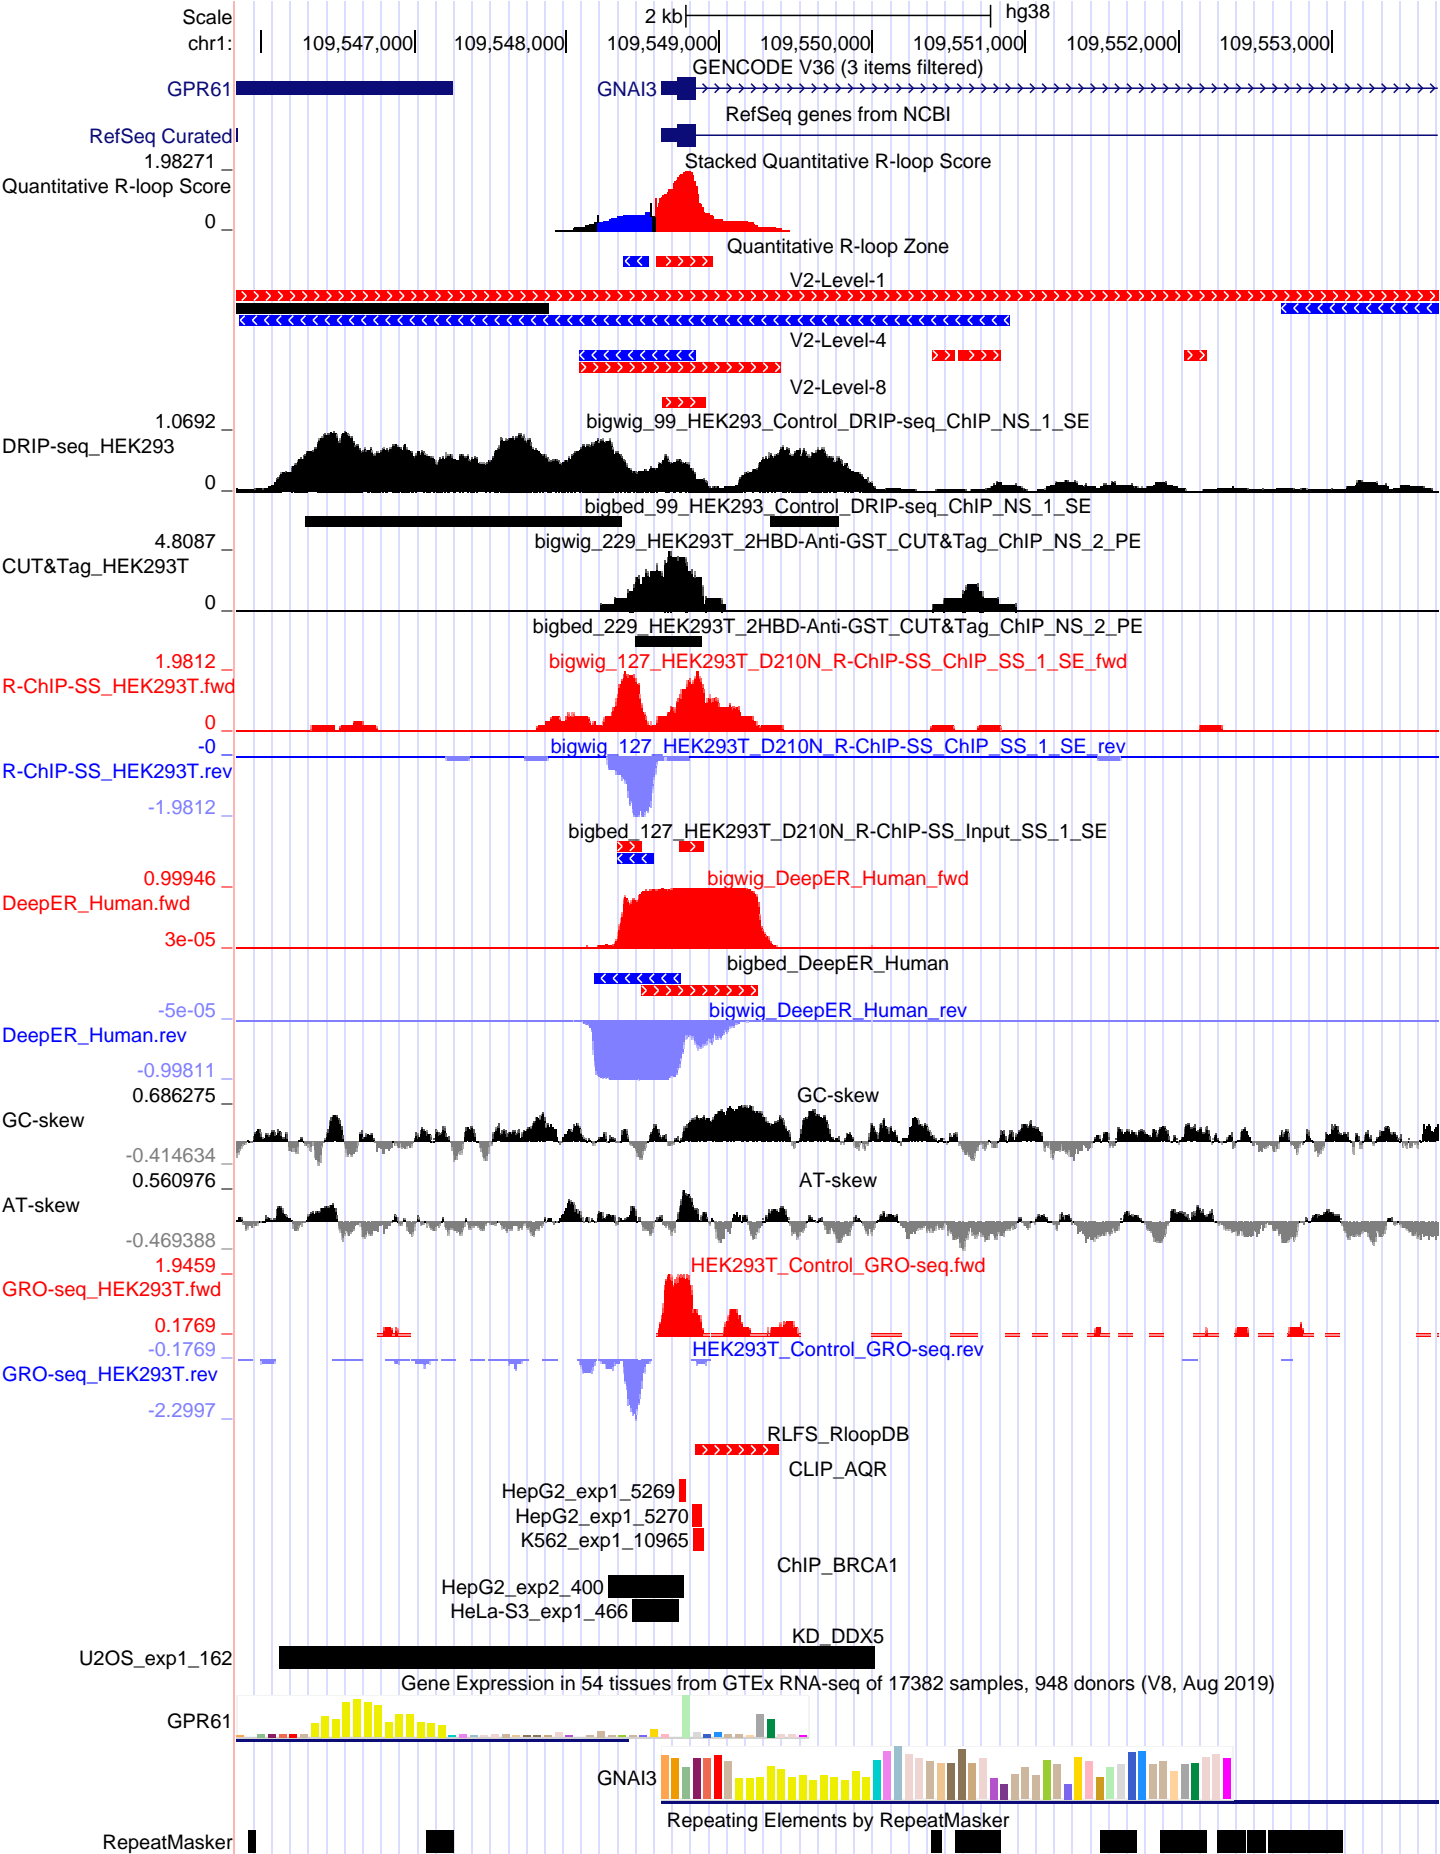 Scale 2 kb hg38
chr1: 109,547,000 109,548,000 109,549,000 109,550,000 109,551,000 109,552,000 109,553,000
GENCODE V36 (3 items filtered)
GPR61 GNAI3
RefSeq genes from NCBI
RefSeq Curated
1.98271 Stacked Quantitative R-loop Score
Quantitative R-loop Score
0
Quantitative R-loop Zone
V2-Level-1
V2-Level-4
V2-Level-8
1.0692 bigwig_99_HEK293_Control_DRIP-seq_ChIP_NS_1_SE
DRIP-seq_HEK293
0
bigbed_99_HEK293_Control_DRIP-seq_ChIP_NS_1_SE
4.8087 bigwig_229_HEK293T_2HBD-Anti-GST_CUT&Tag_ChIP_NS_2_PE
CUT&Tag_HEK293T
0
bigbed_229_HEK293T_2HBD-Anti-GST_CUT&Tag_ChIP_NS_2_PE
1.9812 bigwig_127_HEK293T_D210N_R-ChIP-SS_ChIP_SS_1_SE_fwd
R-ChIP-SS_HEK293T.fwd
0
-0 bigwig_127_HEK293T_D210N_R-ChIP-SS_ChIP_SS_1_SE_rev
R-ChIP-SS_HEK293T.rev
-1.9812
bigbed_127_HEK293T_D210N_R-ChIP-SS_Input_SS_1_SE
0.99946 bigwig_DeepER_Human_fwd
DeepER_Human.fwd
3e-05
bigbed_DeepER_Human
-5e-05 bigwig_DeepER_Human_rev
DeepER_Human.rev
-0.99811
0.686275 GC-skew
GC-skew
-0.414634
0.560976 AT-skew
AT-skew
-0.469388
1.9459 HEK293T_Control_GRO-seq.fwd
GRO-seq_HEK293T.fwd
0.1769
-0.1769 HEK293T_Control_GRO-seq.rev
GRO-seq_HEK293T.rev
-2.2997
RLFS_RloopDB
CLIP_AQR
HepG2_exp1_5269
HepG2_exp1_5270
K562_exp1_10965
ChIP_BRCA1
HepG2_exp2_400
HeLa-S3_exp1_466
KD_DDX5
U2OS_exp1_162
Gene Expression in 54 tissues from GTEx RNA-seq of 17382 samples, 948 donors (V8, Aug 2019)
GPR61
GNAI3
Repeating Elements by RepeatMasker
RepeatMasker